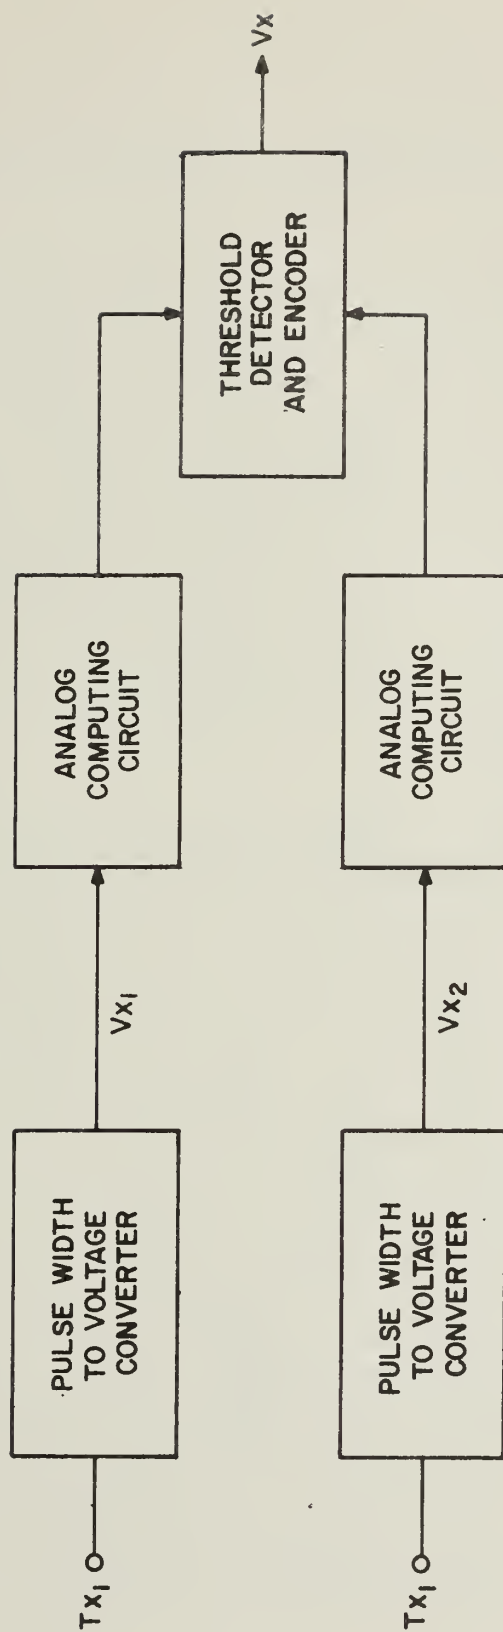 Tx1
PULSE WIDTH
TO VOLTAGE
CONVERTER
Vx1
ANALOG
COMPUTING
CIRCUIT
THRESHOLD
DETECTOR
AND ENCODER
Vx
Tx1
PULSE WIDTH
TO VOLTAGE
CONVERTER
Vx2
ANALOG
COMPUTING
CIRCUIT